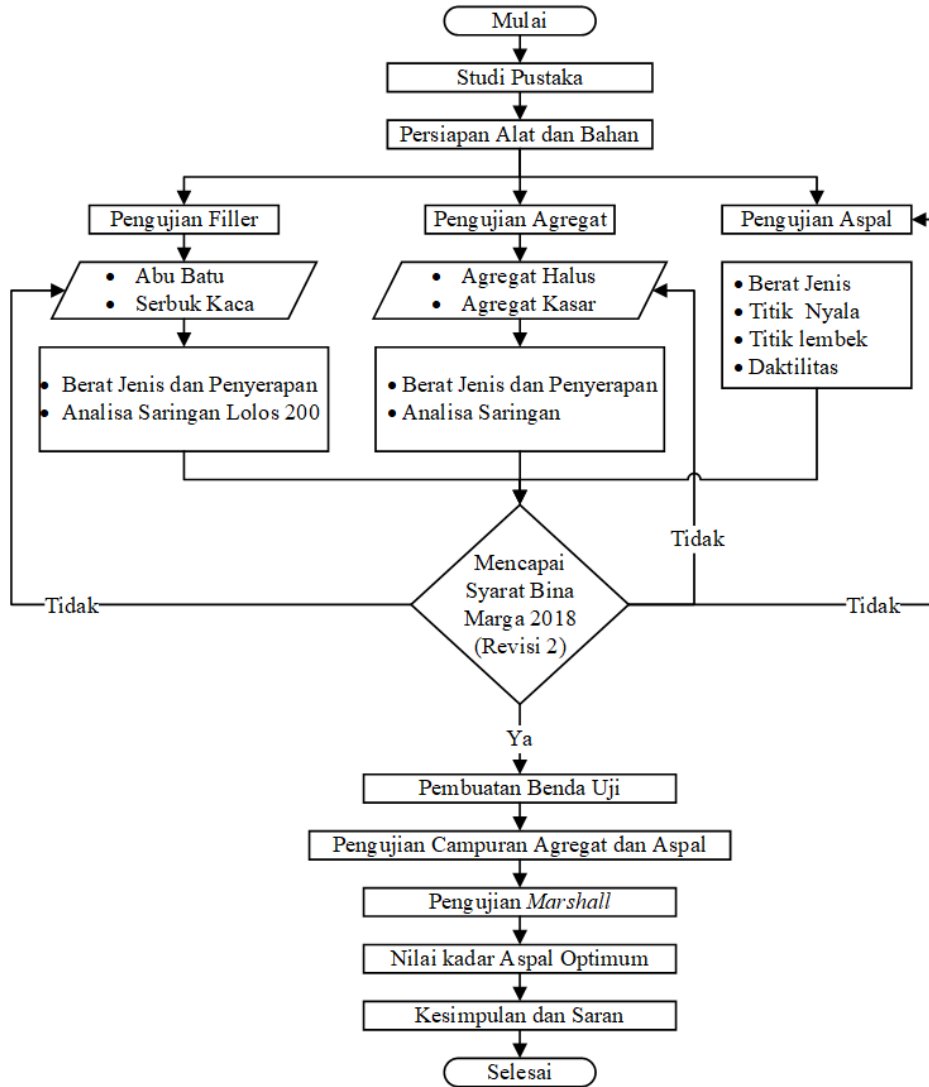 Mulai
Studi Pustaka
Persiapan Alat dan Bahan
Pengujian Filler
Pengujian Agregat
Pengujian Aspal
• Abu Batu
• Serbuk Kaca
• Agregat Halus
• Agregat Kasar
• Berat Jenis
• Titik Nyala
• Titik lembek
• Daktilitas
• Berat Jenis dan Penyerapan
• Analisa Saringan Lolos 200
• Berat Jenis dan Penyerapan
• Analisa Saringan
Mencapai
Syarat Bina
Marga 2018
(Revisi 2)
Tidak
Tidak
Tidak
Ya
Pembuatan Benda Uji
Pengujian Campuran Agregat dan Aspal
Pengujian Marshall
Nilai kadar Aspal Optimum
Kesimpulan dan Saran
Selesai